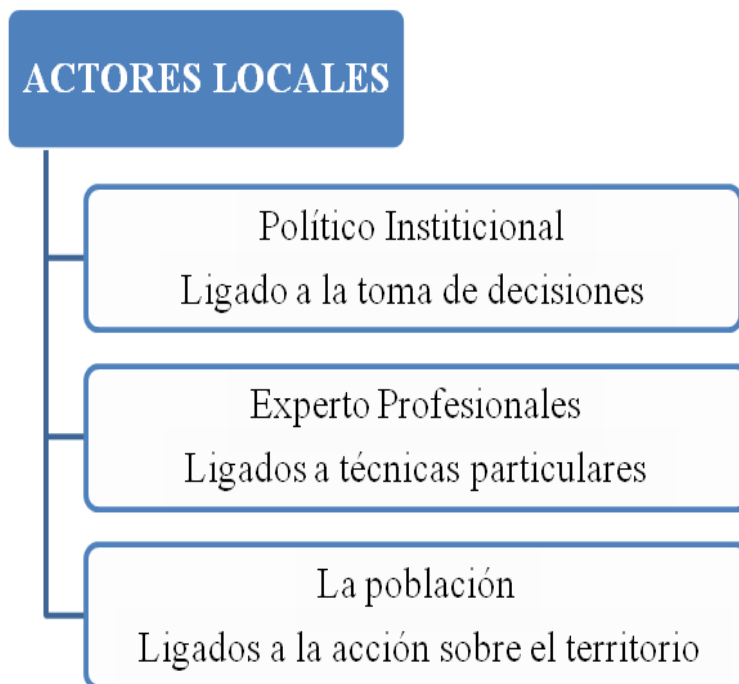 ACTORES LOCALES
Político Institicional
Ligado a la toma de decisiones
Experto Profesionales
Ligados a técnicas particulares
La población
Ligados a la acción sobre el territorio